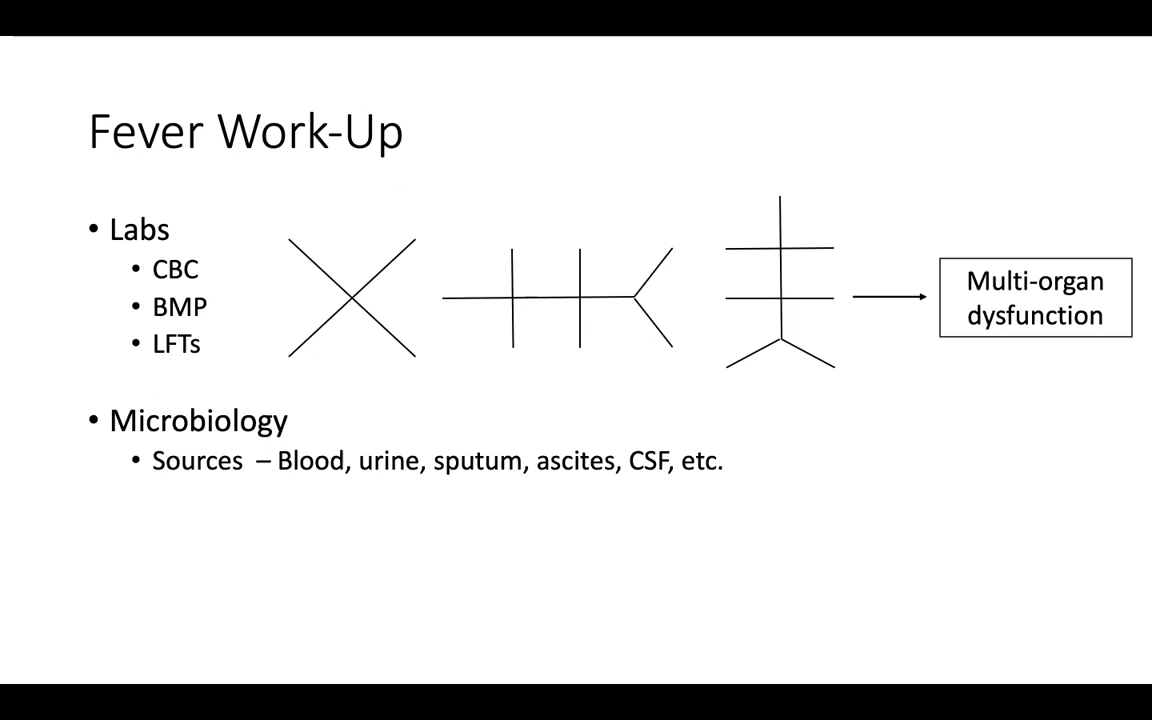 Fever Work-Up
• Labs
• CBC
• BMP
• LFTs
Multi-organ
dysfunction
• Microbiology
• Sources – Blood, urine, sputum, ascites, CSF, etc.